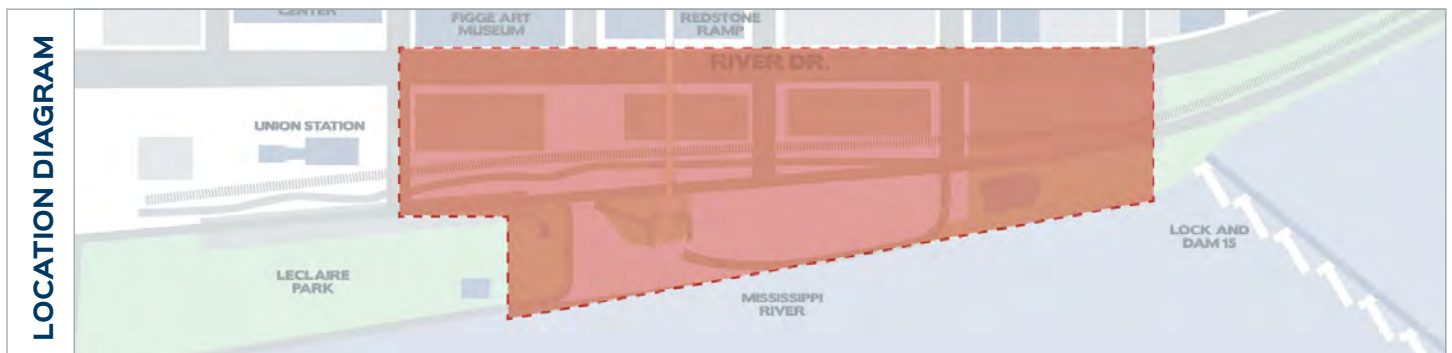 LOCATION DIAGRAM
CENTER
FIGGE ART
MUSEUM
REDSTONE
RAMP
RIVER DR.
UNION STATION
LECLAIRE
PARK
MISSISSIPPI
RIVER
LOCK AND
DAM 15